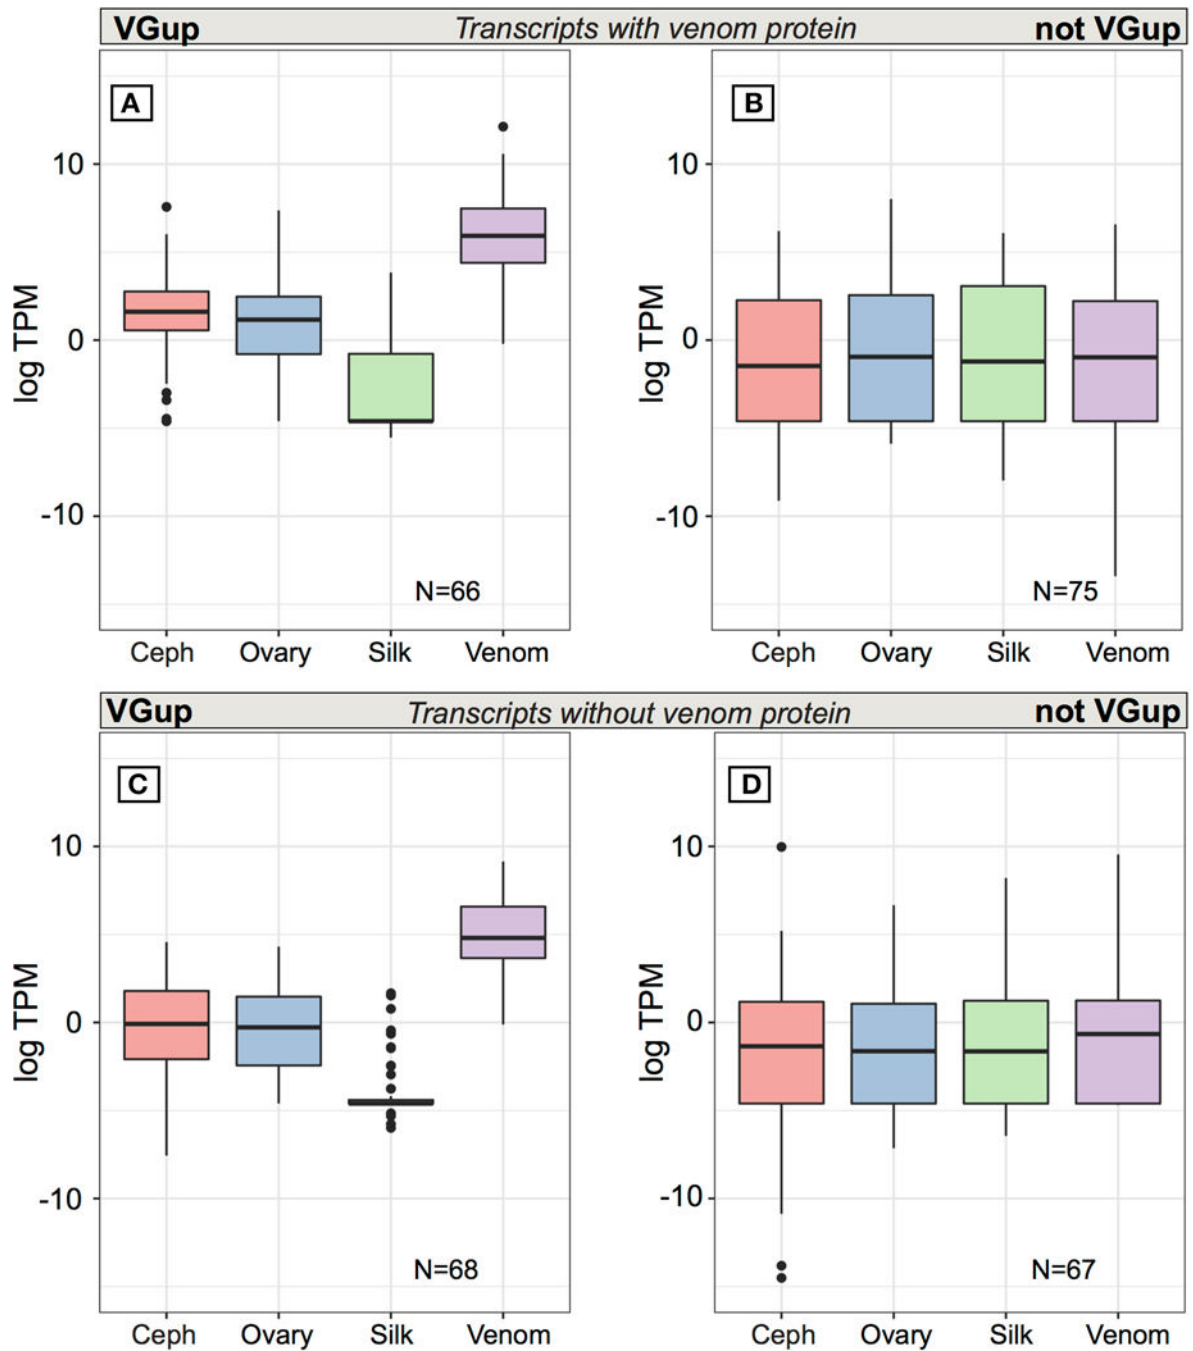 VGup Transcripts with venom protein not VGup
A
B
10
0
-10
log TPM
N=66
Ceph Ovary Silk Venom
10
0
-10
log TPM
N=75
Ceph Ovary Silk Venom
VGup Transcripts without venom protein not VGup
C
D
10
0
-10
log TPM
N=68
Ceph Ovary Silk Venom
10
0
-10
log TPM
N=67
Ceph Ovary Silk Venom